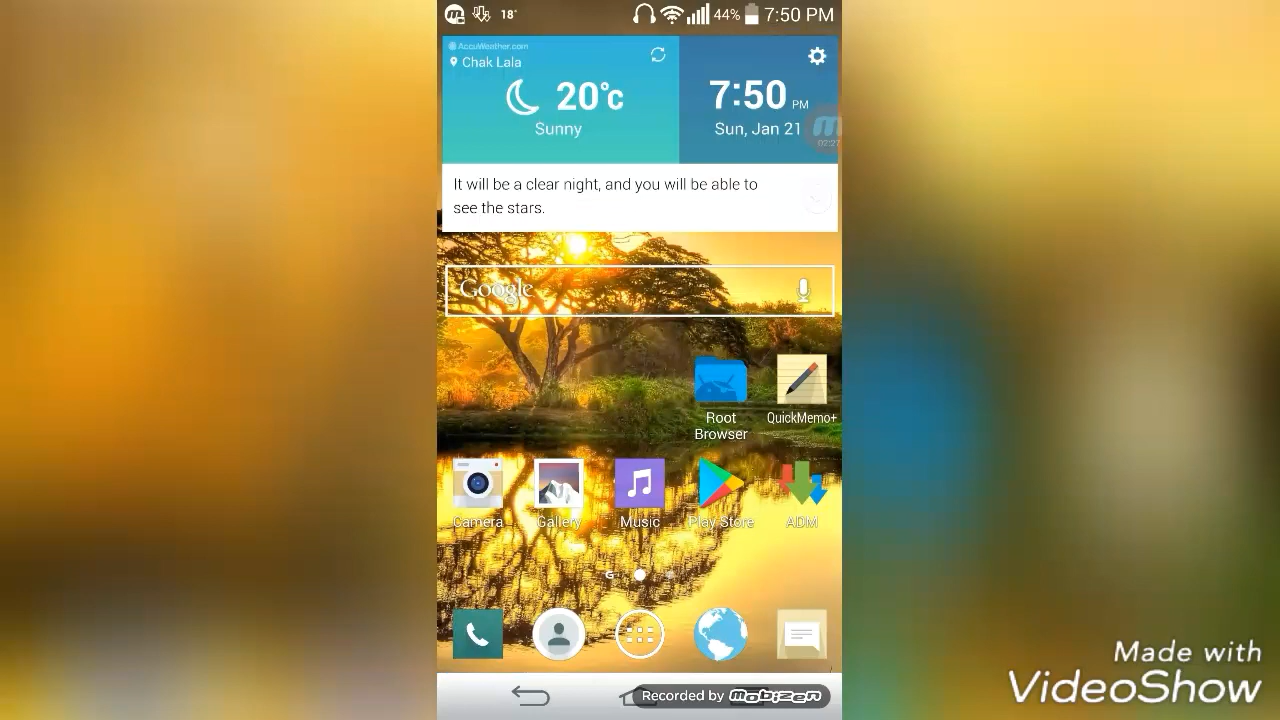 18°
44%
7:50 PM
AccuWeather.com
Chak Lala
20°c
Sunny
7:50 PM
Sun, Jan 21
02:27
It will be a clear night, and you will be able to
see the stars.
Google
Root
Browser
QuickMemo+
Camera
Gallery
Music
Play Store
ADM
G
Recorded by mobizen
Made with
VideoShow